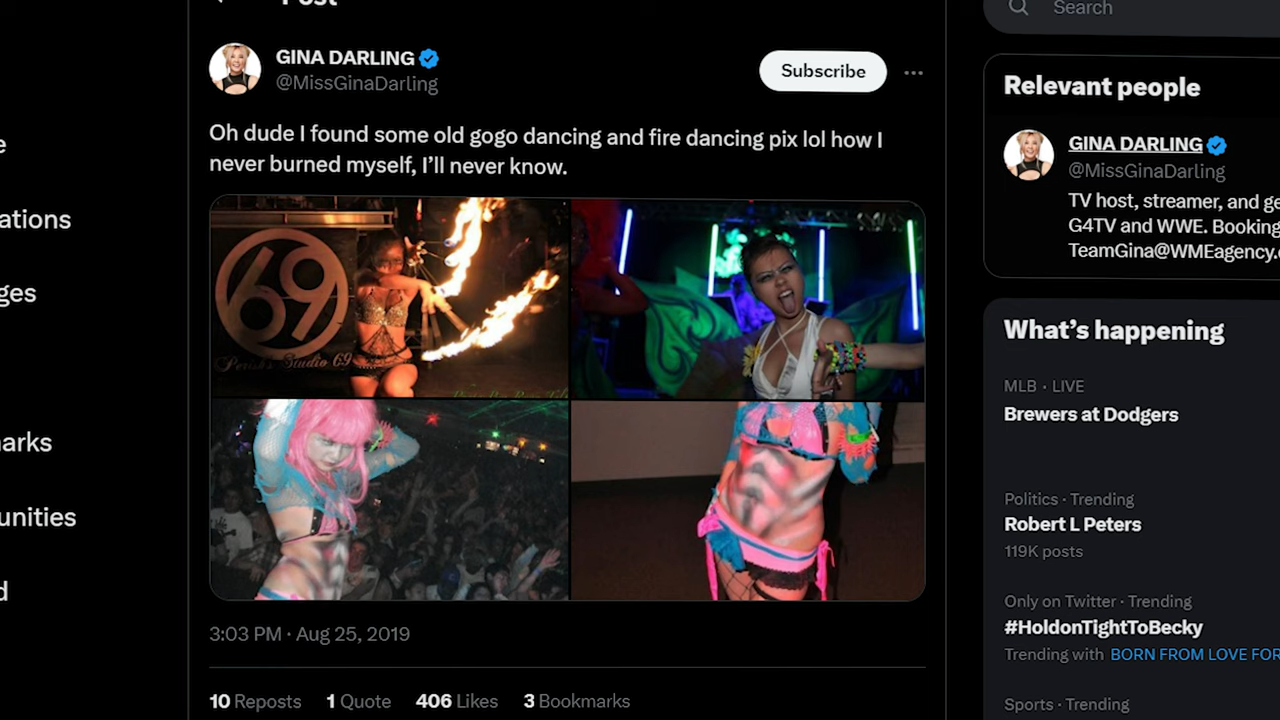 Post
GINA DARLING
@MissGinaDarling
Subscribe
Oh dude I found some old gogo dancing and fire dancing pix lol how I
never burned myself, I'll never know.
69
Perish's Studio 69
3:03 PM · Aug 25, 2019
10 Reposts 1 Quote 406 Likes 3 Bookmarks
e
ations
ges
arks
unities
d
Search
Relevant people
GINA DARLING
@MissGinaDarling
TV host, streamer, and ge
G4TV and WWE. Booking
TeamGina@WMEagency.c
What's happening
MLB · LIVE
Brewers at Dodgers
Politics · Trending
Robert L Peters
119K posts
Only on Twitter · Trending
#HoldonTightToBecky
Trending with BORN FROM LOVE FOR
Sports · Trending